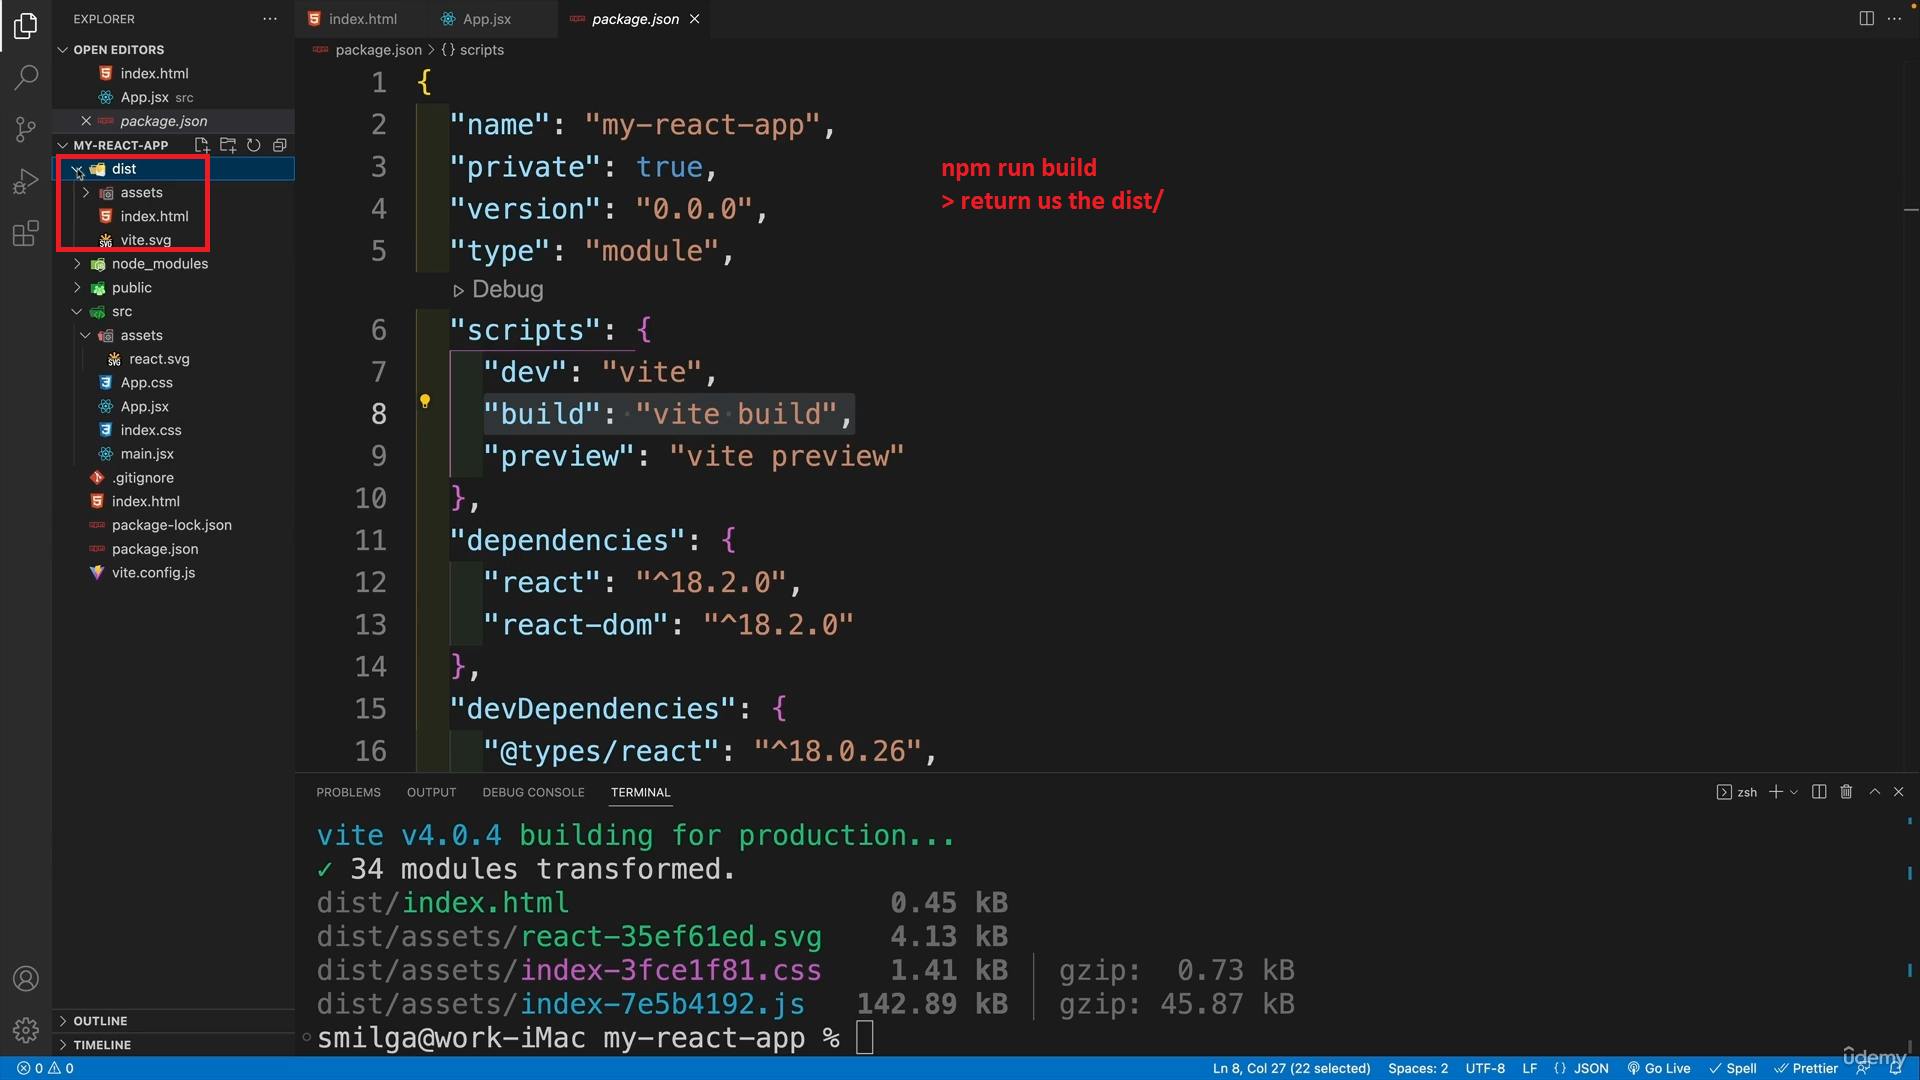 EXPLORER
OPEN EDITORS
index.html
App.jsx src
package.json
MY-REACT-APP
dist
assets
index.html
vite.svg
node_modules
public
src
assets
react.svg
App.css
App.jsx
index.css
main.jsx
.gitignore
index.html
package-lock.json
package.json
vite.config.js
OUTLINE
TIMELINE
index.html App.jsx package.json
package.json > {} scripts
1 {
2 "name": "my-react-app",
3 "private": true,
4 "version": "0.0.0",
5 "type": "module",
Debug
6 "scripts": {
7 "dev": "vite",
8 "build": "vite build",
9 "preview": "vite preview"
10 },
11 "dependencies": {
12 "react": "^18.2.0",
13 "react-dom": "^18.2.0"
14 },
15 "devDependencies": {
16 "@types/react": "^18.0.26",
npm run build
> return us the dist/
PROBLEMS OUTPUT DEBUG CONSOLE TERMINAL zsh
vite v4.0.4 building for production...
✓ 34 modules transformed.
dist/index.html 0.45 kB
dist/assets/react-35ef61ed.svg 4.13 kB
dist/assets/index-3fce1f81.css 1.41 kB │ gzip: 0.73 kB
dist/assets/index-7e5b4192.js 142.89 kB │ gzip: 45.87 kB
smilga@work-iMac my-react-app %
0 0 Ln 8, Col 27 (22 selected) Spaces: 2 UTF-8 LF {} JSON Go Live Spell Prettier
ûdemy